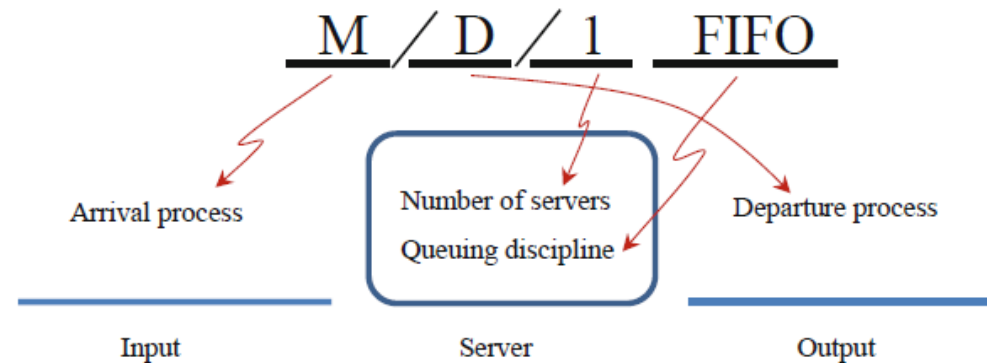 M / D / 1 FIFO
Arrival process
Number of servers
Queuing discipline
Departure process
Input
Server
Output